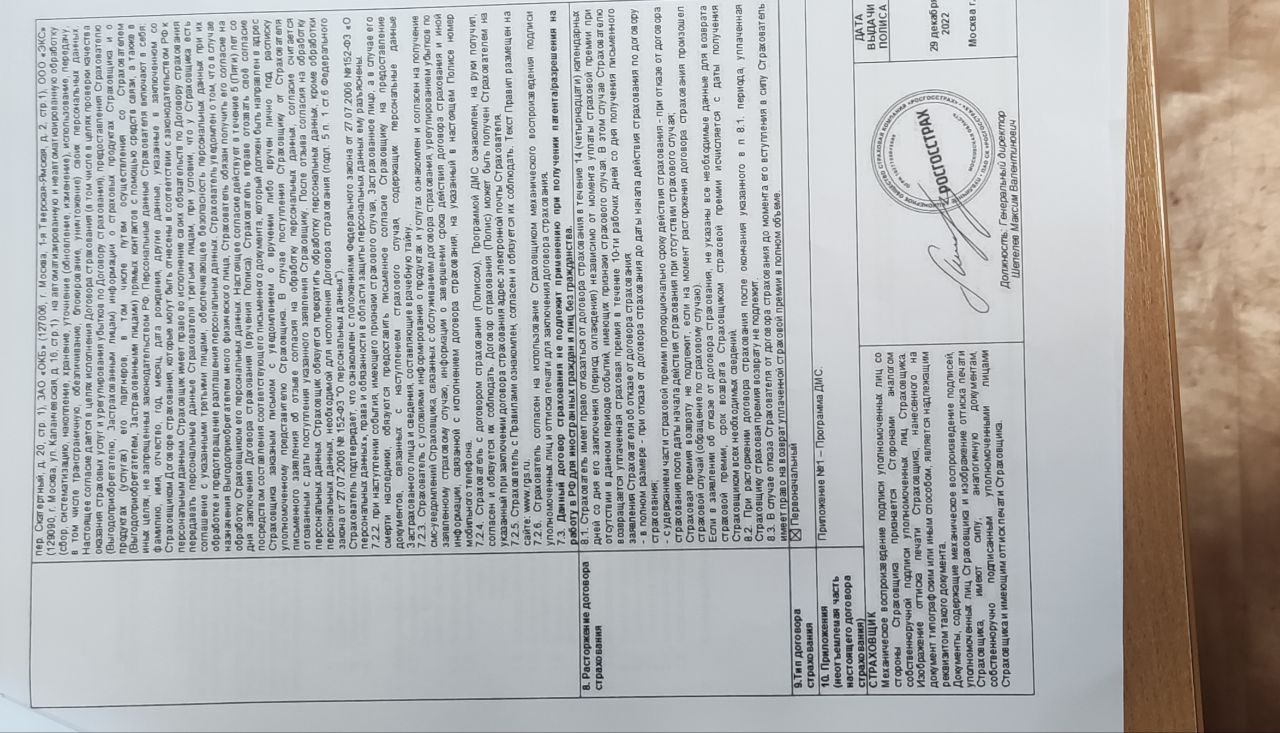 пер. Скатертный, д. 20, стр. 1), ЗАО «ОКБ» (127006, г. Москва, 1-я Тверская-Ямская, д. 2, стр.1), ООО «ЭКС»
(129090, г. Москва, ул. Каланчевская, д. 16, стр.1) на автоматизированную и неавтоматизированную обработку
(сбор, систематизацию, накопление, хранение, уточнение (обновление, изменение), использование, передачу,
в том числе трансграничную, обезличивание, блокирование, уничтожение) своих персональных данных.
Настоящее согласие дается в целях исполнения Договора страхования (в том числе в целях проверки качества
оказания страховых услуг и урегулирования убытков по Договору страхования), предоставления Страхователю
(Выгодоприобретателю, Застрахованным лицам) информации о страховых продуктах Страховщика и о
продуктах (услугах) его партнеров, в том числе путем осуществления со Страхователем
(Выгодоприобретателем, Застрахованными лицами) прямых контактов с помощью средств связи, а также в
иных целях, не запрещенных законодательством РФ. Персональные данные Страхователя включают в себя:
фамилию, имя, отчество, год, месяц, дата рождения, другие данные, указанные в заключенном со
Страховщиком Договоре страхования, которые могут быть отнесены в соответствии с законодательством РФ к
персональным данным. Страховщик имеет право во исполнение своих обязательств по Договору страхования
передавать персональные данные Страхователя третьим лицам, при условии, что у Страховщика есть
соглашение с указанными третьими лицами, обеспечивающее безопасность персональных данных при их
обработке и предотвращение разглашения персональных данных. Страхователь уведомлен о том, что в случае
назначения Выгодоприобретателем иного физического лица, Страхователь обязан получить его согласие на
обработку Страховщиком его персональных данных. Настоящее согласие действует в течение 5 (Пяти) лет со
дня заключения Договора страхования (вручения Полиса). Страхователь вправе отозвать своё согласие
посредством составления соответствующего письменного документа, который должен быть направлен в адрес
Страховщика заказным письмом с уведомлением о вручении либо вручен лично под расписку
уполномоченному представителю Страховщика. В случае поступления Страховщику от Страхователя
письменного заявления об отзыве согласия на обработку персональных данных, согласие считается
отозванным с даты поступления указанного заявления Страховщику. После отзыва согласия на обработку
персональных данных Страховщик обязуется прекратить обработку персональных данных, кроме обработки
персональных данных, необходимой для исполнения Договора страхования (подп. 5 п. 1 ст.6 Федерального
закона от 27.07.2006 № 152-ФЗ "О персональных данных").
Страхователь подтверждает, что ознакомлен с положениями Федерального закона от 27.07.2006 №152-ФЗ «О
персональных данных», права и обязанности в области защиты персональных данных ему разъяснены.
7.2.2. при наступлении события, имеющего признаки страхового случая, Застрахованное лицо, а в случае его
смерти наследники, обязуются предоставить письменное согласие Страховщику на предоставление
документов, связанных с наступлением страхового случая, содержащих персональные данные
Застрахованного лица и сведения, составляющие врачебную тайну.
7.2.3. Страхователь с условиями информирования о продуктах и услугах ознакомлен и согласен на получение
смс-уведомлений Страховщика, связанных с обслуживанием договора страхования, урегулированием убытков по
заявленному страховому случаю, информации о завершении срока действия договора страхования и иной
информации, связанной с исполнением договора страхования, на указанный в настоящем Полисе номер
мобильного телефона.
7.2.4. Страхователь с договором страхования (Полисом), Программой ДМС ознакомлен, на руки получил,
согласен и обязуется их соблюдать. Договор страхования (Полис) может быть получен Страхователем на
указанный при заключении договора страхования адрес электронной почты Страхователя.
7.2.5. Страхователь с Правилами ознакомлен, согласен и обязуется их соблюдать. Текст Правил размещен на
сайте: www.rgs.ru.
7.2.6. Страхователь согласен на использование Страховщиком механического воспроизведения подписи
уполномоченных лиц и оттиска печати для заключения договора страхования.
7.3. Данный договор страхования не подлежит применению при получении патента/разрешения на
работу в РФ для иностранных граждан и лиц без гражданства.
8. Расторжение договора
страхования
8.1. Страхователь имеет право отказаться от договора страхования в течение 14 (четырнадцати) календарных
дней со дня его заключения (период охлаждения) независимо от момента уплаты страховой премии при
отсутствии в данном периоде событий, имеющих признаки страхового случая. В этом случае Страхователю
возвращается уплаченная страховая премия в течение 10-ти рабочих дней со дня получения письменного
заявления Страхователя об отказе от договора страхования:
- в полном размере - при отказе от договора страхования до даты начала действия страхования по договору
страхования;
- с удержанием части страховой премии пропорционально сроку действия страхования - при отказе от договора
страхования после даты начала действия страхования при отсутствии страхового случая;
Страховая премия возврату не подлежит, если на момент расторжения договора страхования произошел
страховой случай (обращение по страховому случаю).
Если в заявлении об отказе от договора страхования, не указаны все необходимые данные для возврата
страховой премии, срок возврата Страховщиком страховой премии исчисляется с даты получения
Страховщиком всех необходимых сведений.
8.2. При расторжении договора страхования после окончания указанного в п 8.1. периода, уплаченная
Страховщику страховая премия возврату не подлежит.
8.3. В случае отказа Страхователя от договора страхования до момента его вступления в силу Страхователь
имеет право на возврат уплаченной страховой премии в полном объеме.
9.Тип договора
страхования
☒ Первоначальный
10. Приложения
(неотъемлемая часть
настоящего договора
страхования)
Приложение №1 – Программа ДМС.
СТРАХОВЩИК
Механическое воспроизведение подписи уполномоченных лиц со
стороны Страховщика признается Сторонами аналогом
собственноручной подписи уполномоченных лиц Страховщика.
Изображение оттиска печати Страховщика, нанесенного на
документ типографским или иным способом, является надлежащим
реквизитом такого документа.
Документы, содержащие механическое воспроизведение подписей,
уполномоченных лиц Страховщика и изображение оттиска печати
Страховщика, имеют силу, аналогичную документам,
собственноручно подписанным уполномоченными лицами
Страховщика и имеющим оттиск печати Страховщика.
РОСГОССТРАХ
МОСКОВСКАЯ ОБЛАСТЬ
Должность: Генеральный директор
Шепелев Максим Валентинович
ДАТА
ВЫДАЧИ
ПОЛИСА
29 декабря
2022
Москва г.